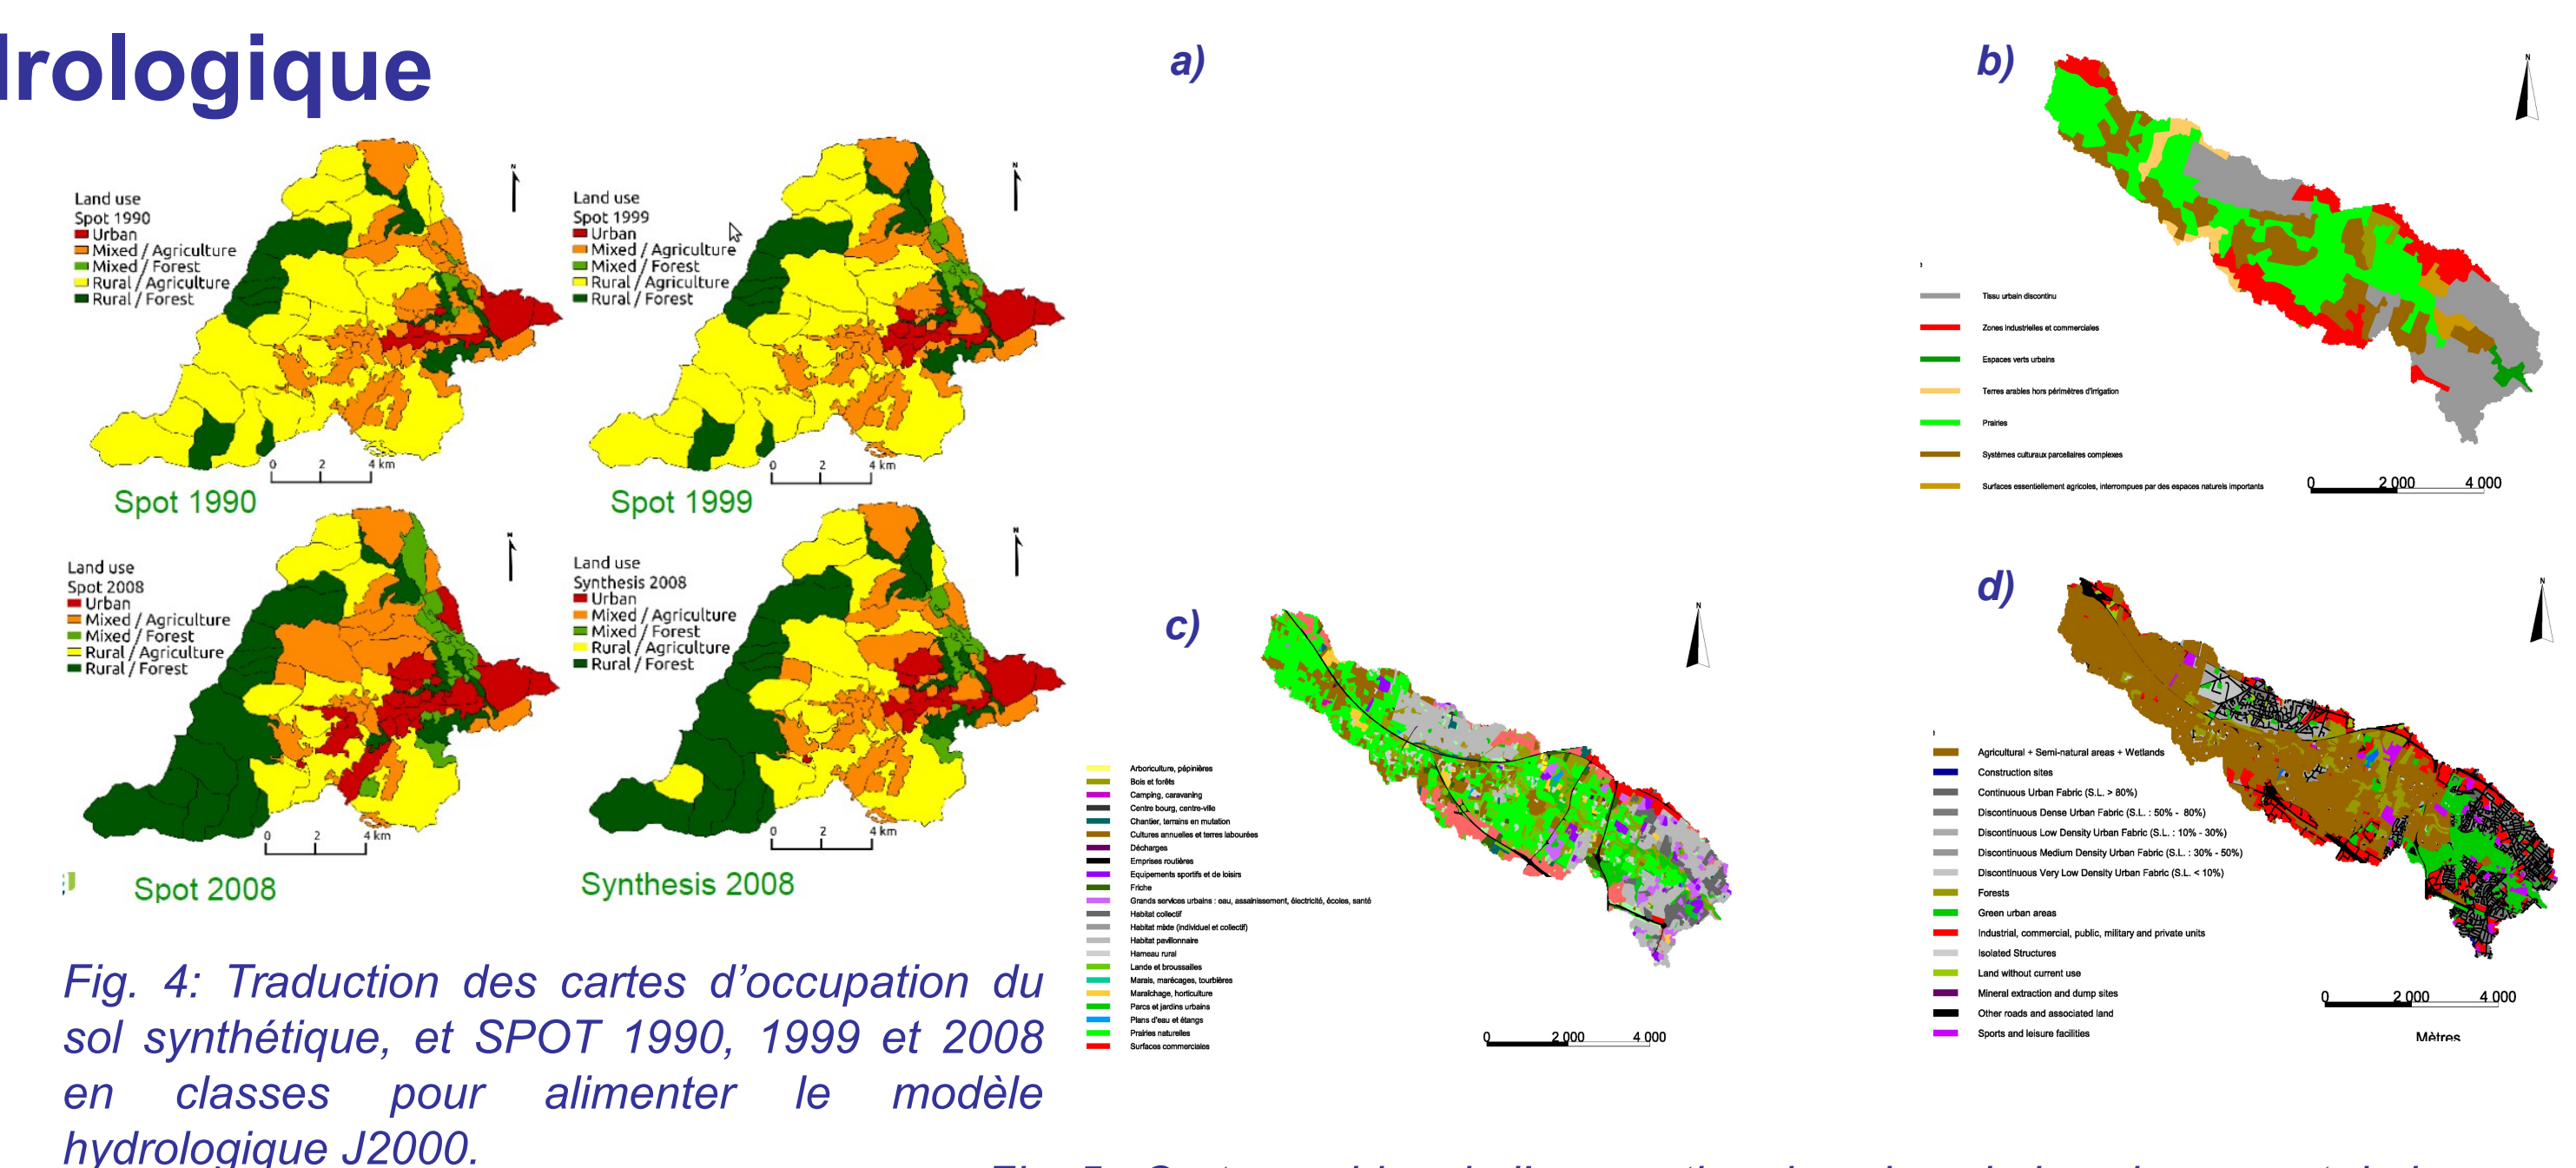 drologique
Land use
Spot 1990
Urban
Mixed / Agriculture
Mixed / Forest
Rural / Agriculture
Rural / Forest
N
0 2 4 km
Spot 1990
Land use
Spot 1999
Urban
Mixed / Agriculture
Mixed / Forest
Rural / Agriculture
Rural / Forest
N
0 2 4 km
Spot 1999
Land use
Spot 2008
Urban
Mixed / Agriculture
Mixed / Forest
Rural / Agriculture
Rural / Forest
N
0 2 4 km
Spot 2008
Land use
Synthesis 2008
Urban
Mixed / Agriculture
Mixed / Forest
Rural / Agriculture
Rural / Forest
N
0 2 4 km
Synthesis 2008
Fig. 4: Traduction des cartes d'occupation du
sol synthétique, et SPOT 1990, 1999 et 2008
en classes pour alimenter le modèle
hydrologique J2000.
a)
b)
N
Tissu urbain discontinu
Zones industrielles et commerciales
Espaces verts urbains
Terres arables hors périmètres d'irrigation
Prairies
Systèmes culturaux parcellaires complexes
Surfaces essentiellement agricoles, interrompues par des espaces naturels importants
0 2 000 4 000
c)
N
Arboriculture, pépinières
Bois et forêts
Camping, caravaning
Centre bourg, centre-ville
Chantier, terrains en mutation
Cultures annuelles et terres labourées
Décharges
Emprises routières
Equipements sportifs et de loisirs
Friche
Grands services urbains : eau, assainissement, électricité, écoles, santé
Habitat collectif
Habitat mixte (individuel et collectif)
Habitat pavillonnaire
Hameau rural
Lande et broussailles
Marais, marécages, tourbières
Maraîchage, horticulture
Parcs et jardins urbains
Plans d'eau et étangs
Prairies naturelles
Surfaces commerciales
0 2 000 4 000
d)
N
Agricultural + Semi-natural areas + Wetlands
Construction sites
Continuous Urban Fabric (S.L. > 80%)
Discontinuous Dense Urban Fabric (S.L. : 50% - 80%)
Discontinuous Low Density Urban Fabric (S.L. : 10% - 30%)
Discontinuous Medium Density Urban Fabric (S.L. : 30% - 50%)
Discontinuous Very Low Density Urban Fabric (S.L. < 10%)
Forests
Green urban areas
Industrial, commercial, public, military and private units
Isolated Structures
Land without current use
Mineral extraction and dump sites
Other roads and associated land
Sports and leisure facilities
0 2 000 4 000
Mètres